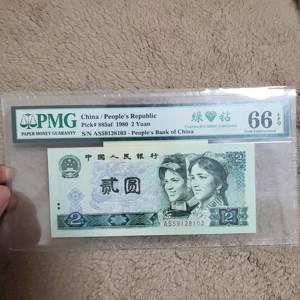 PMG
PAPER MONEY GUARANTY
China / People's Republic
Pick# 885af 1980 2 Yuan
S/N AS59128103 - People's Bank of China
绿 钻
66 EPQ
中国人民银行
贰圆
2
2
AS59128103